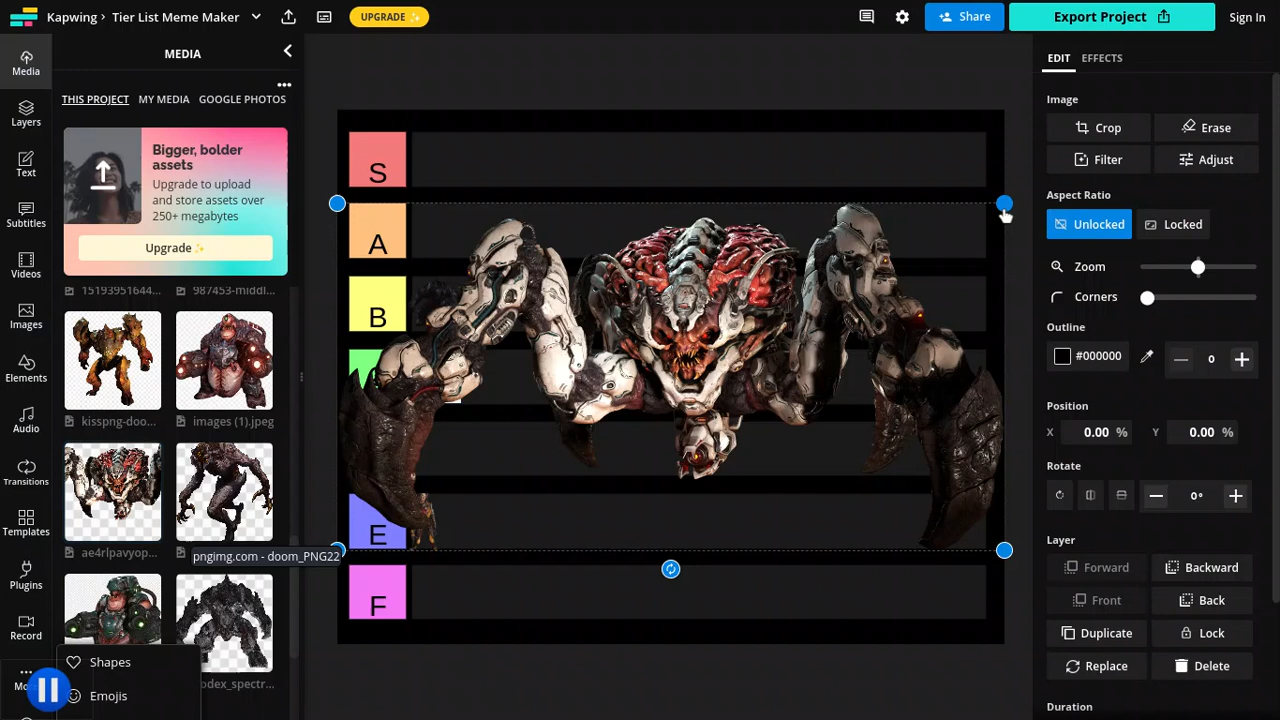 Kapwing › Tier List Meme Maker
UPGRADE ✨
Share
Export Project
Sign In
Media
Layers
Text
Subtitles
Videos
Images
Elements
Audio
Transitions
Templates
Plugins
Record
MEDIA
THIS PROJECT
MY MEDIA
GOOGLE PHOTOS
Bigger, bolder
assets
Upgrade to upload
and store assets over
250+ megabytes
Upgrade ✨
15193951644...
987453-middl...
kisspng-doo...
images (1).jpeg
ae4rlpavyop...
pngimg.com - doom_PNG22
Shapes
Emojis
S
A
B
E
F
EDIT
EFFECTS
Image
Crop
Erase
Filter
Adjust
Aspect Ratio
Unlocked
Locked
Zoom
Corners
Outline
#000000
0
Position
X 0.00 %
Y 0.00 %
Rotate
0°
Layer
Forward
Backward
Front
Back
Duplicate
Lock
Replace
Delete
Duration